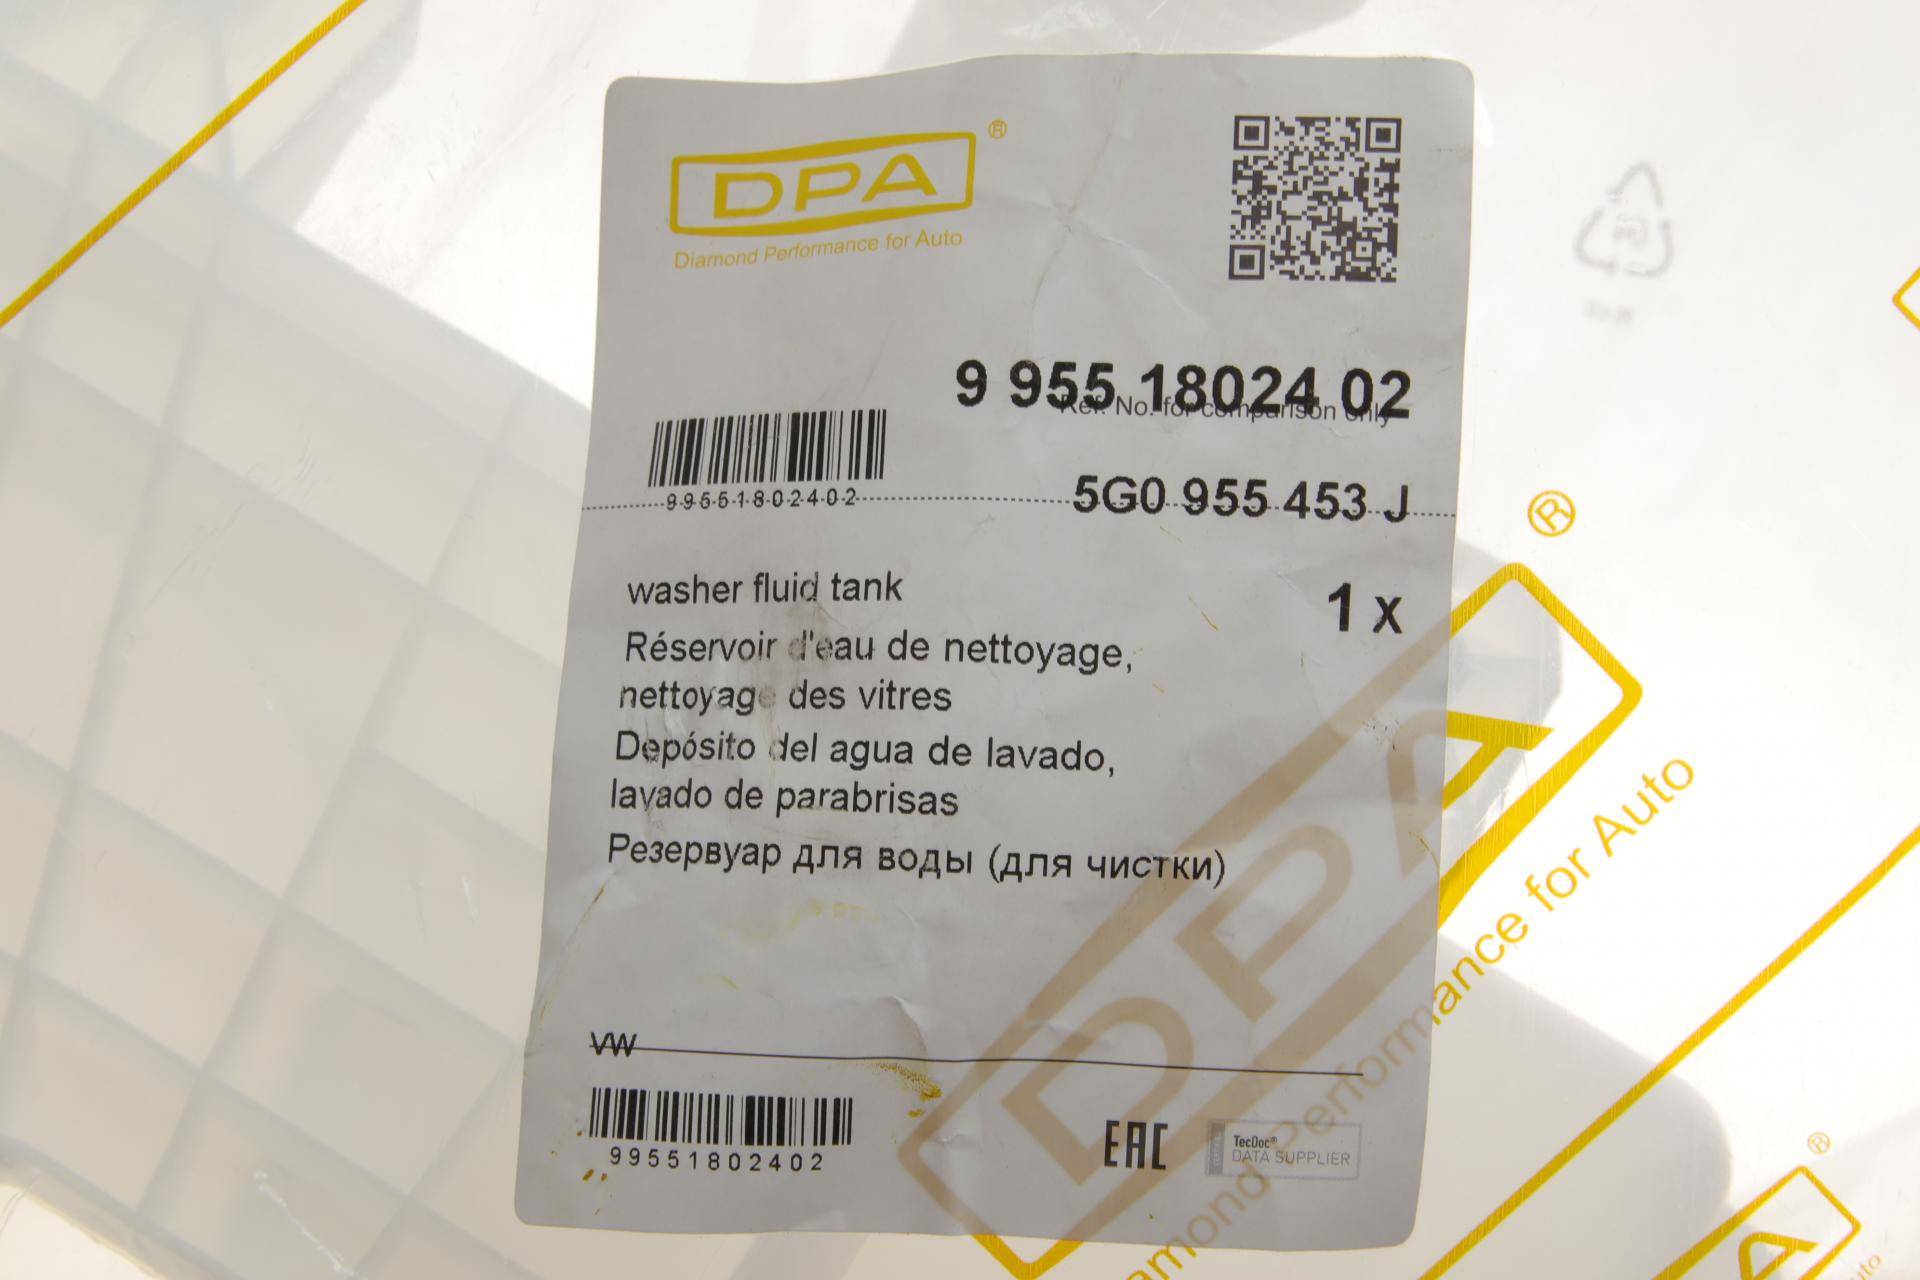 DPA ®
Diamond Performance for Auto
9 955 18024 02
Ref. No. for comparison only
99551802402
5G0 955 453 J
washer fluid tank
1 x
Réservoir d'eau de nettoyage,
nettoyage des vitres
Depósito del agua de lavado,
lavado de parabrisas
Резервуар для воды (для чистки)
VW
99551802402
EAC
TecDoc®
DATA SUPPLIER
DPA ®
Diamond Performance for Auto
A ®